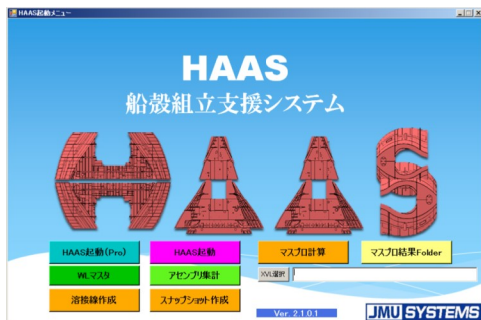 HAAS起動メニュー
HAAS
船殻組立支援システム
HAAS
HAAS起動(Pro)
HAAS起動
マスプロ計算
マスプロ結果Folder
WLマスタ
アセンブリ集計
XVL選択
溶接線作成
スナップショット作成
Ver. 2.1.0.1
JMU SYSTEMS